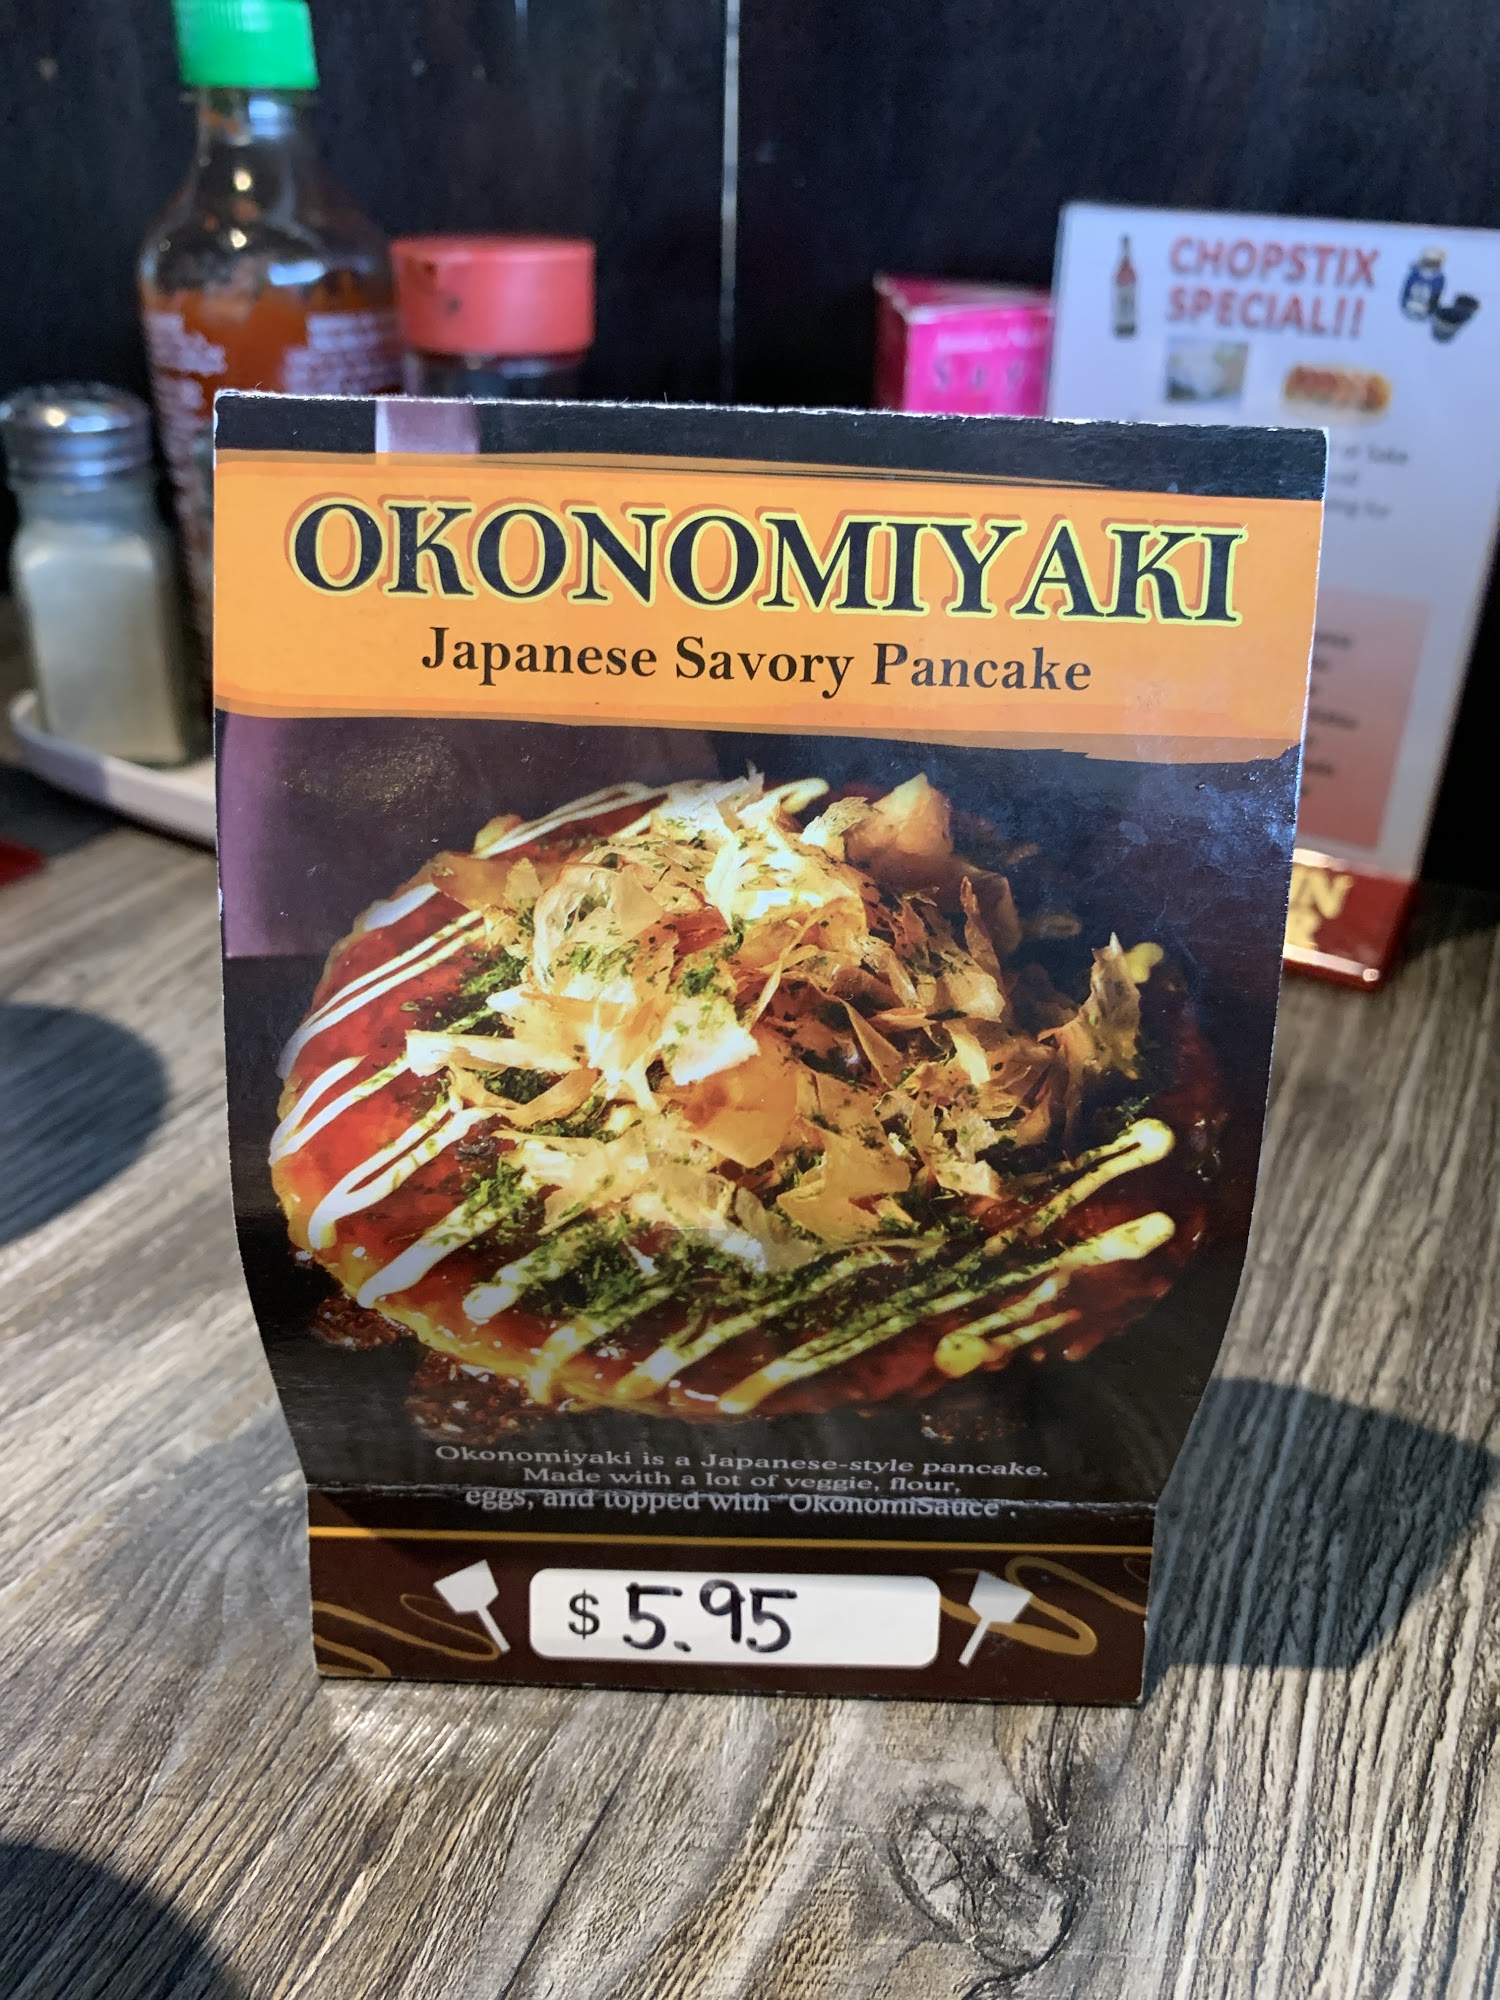 CHOPSTIX
SPECIAL!!
OKONOMIYAKI
Japanese Savory Pancake
Okonomiyaki is a Japanese-style pancake.
Made with a lot of veggie, flour,
eggs, and topped with "OkonomiSauce".
$ 5.95